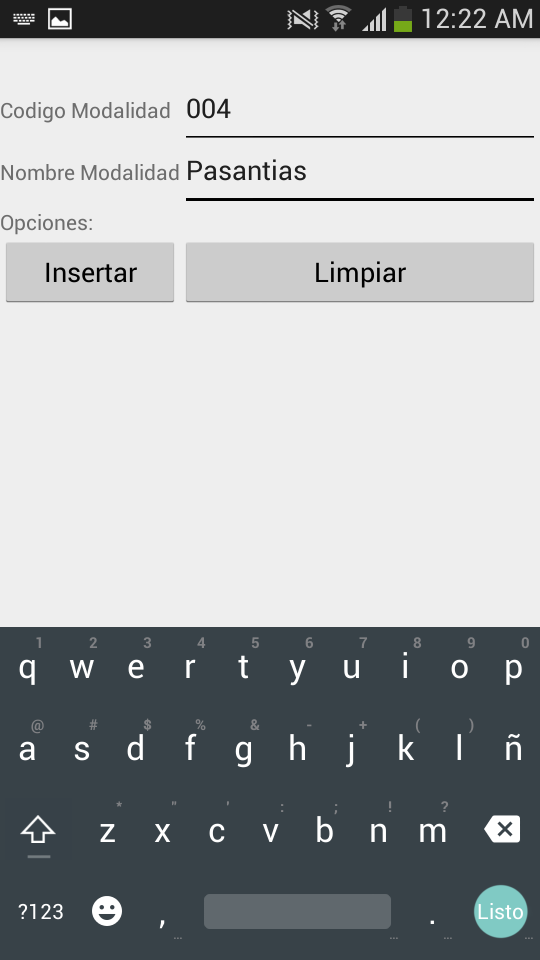 12:22 AM
Codigo Modalidad 004
Nombre Modalidad Pasantias
Opciones:
Insertar Limpiar
1 2 3 4 5 6 7 8 9 0
q w e r t y u i o p
@ # $ % & - + ( )
a s d f g h j k l ñ
* " ' : ; ! ?
z x c v b n m
?123 , . Listo